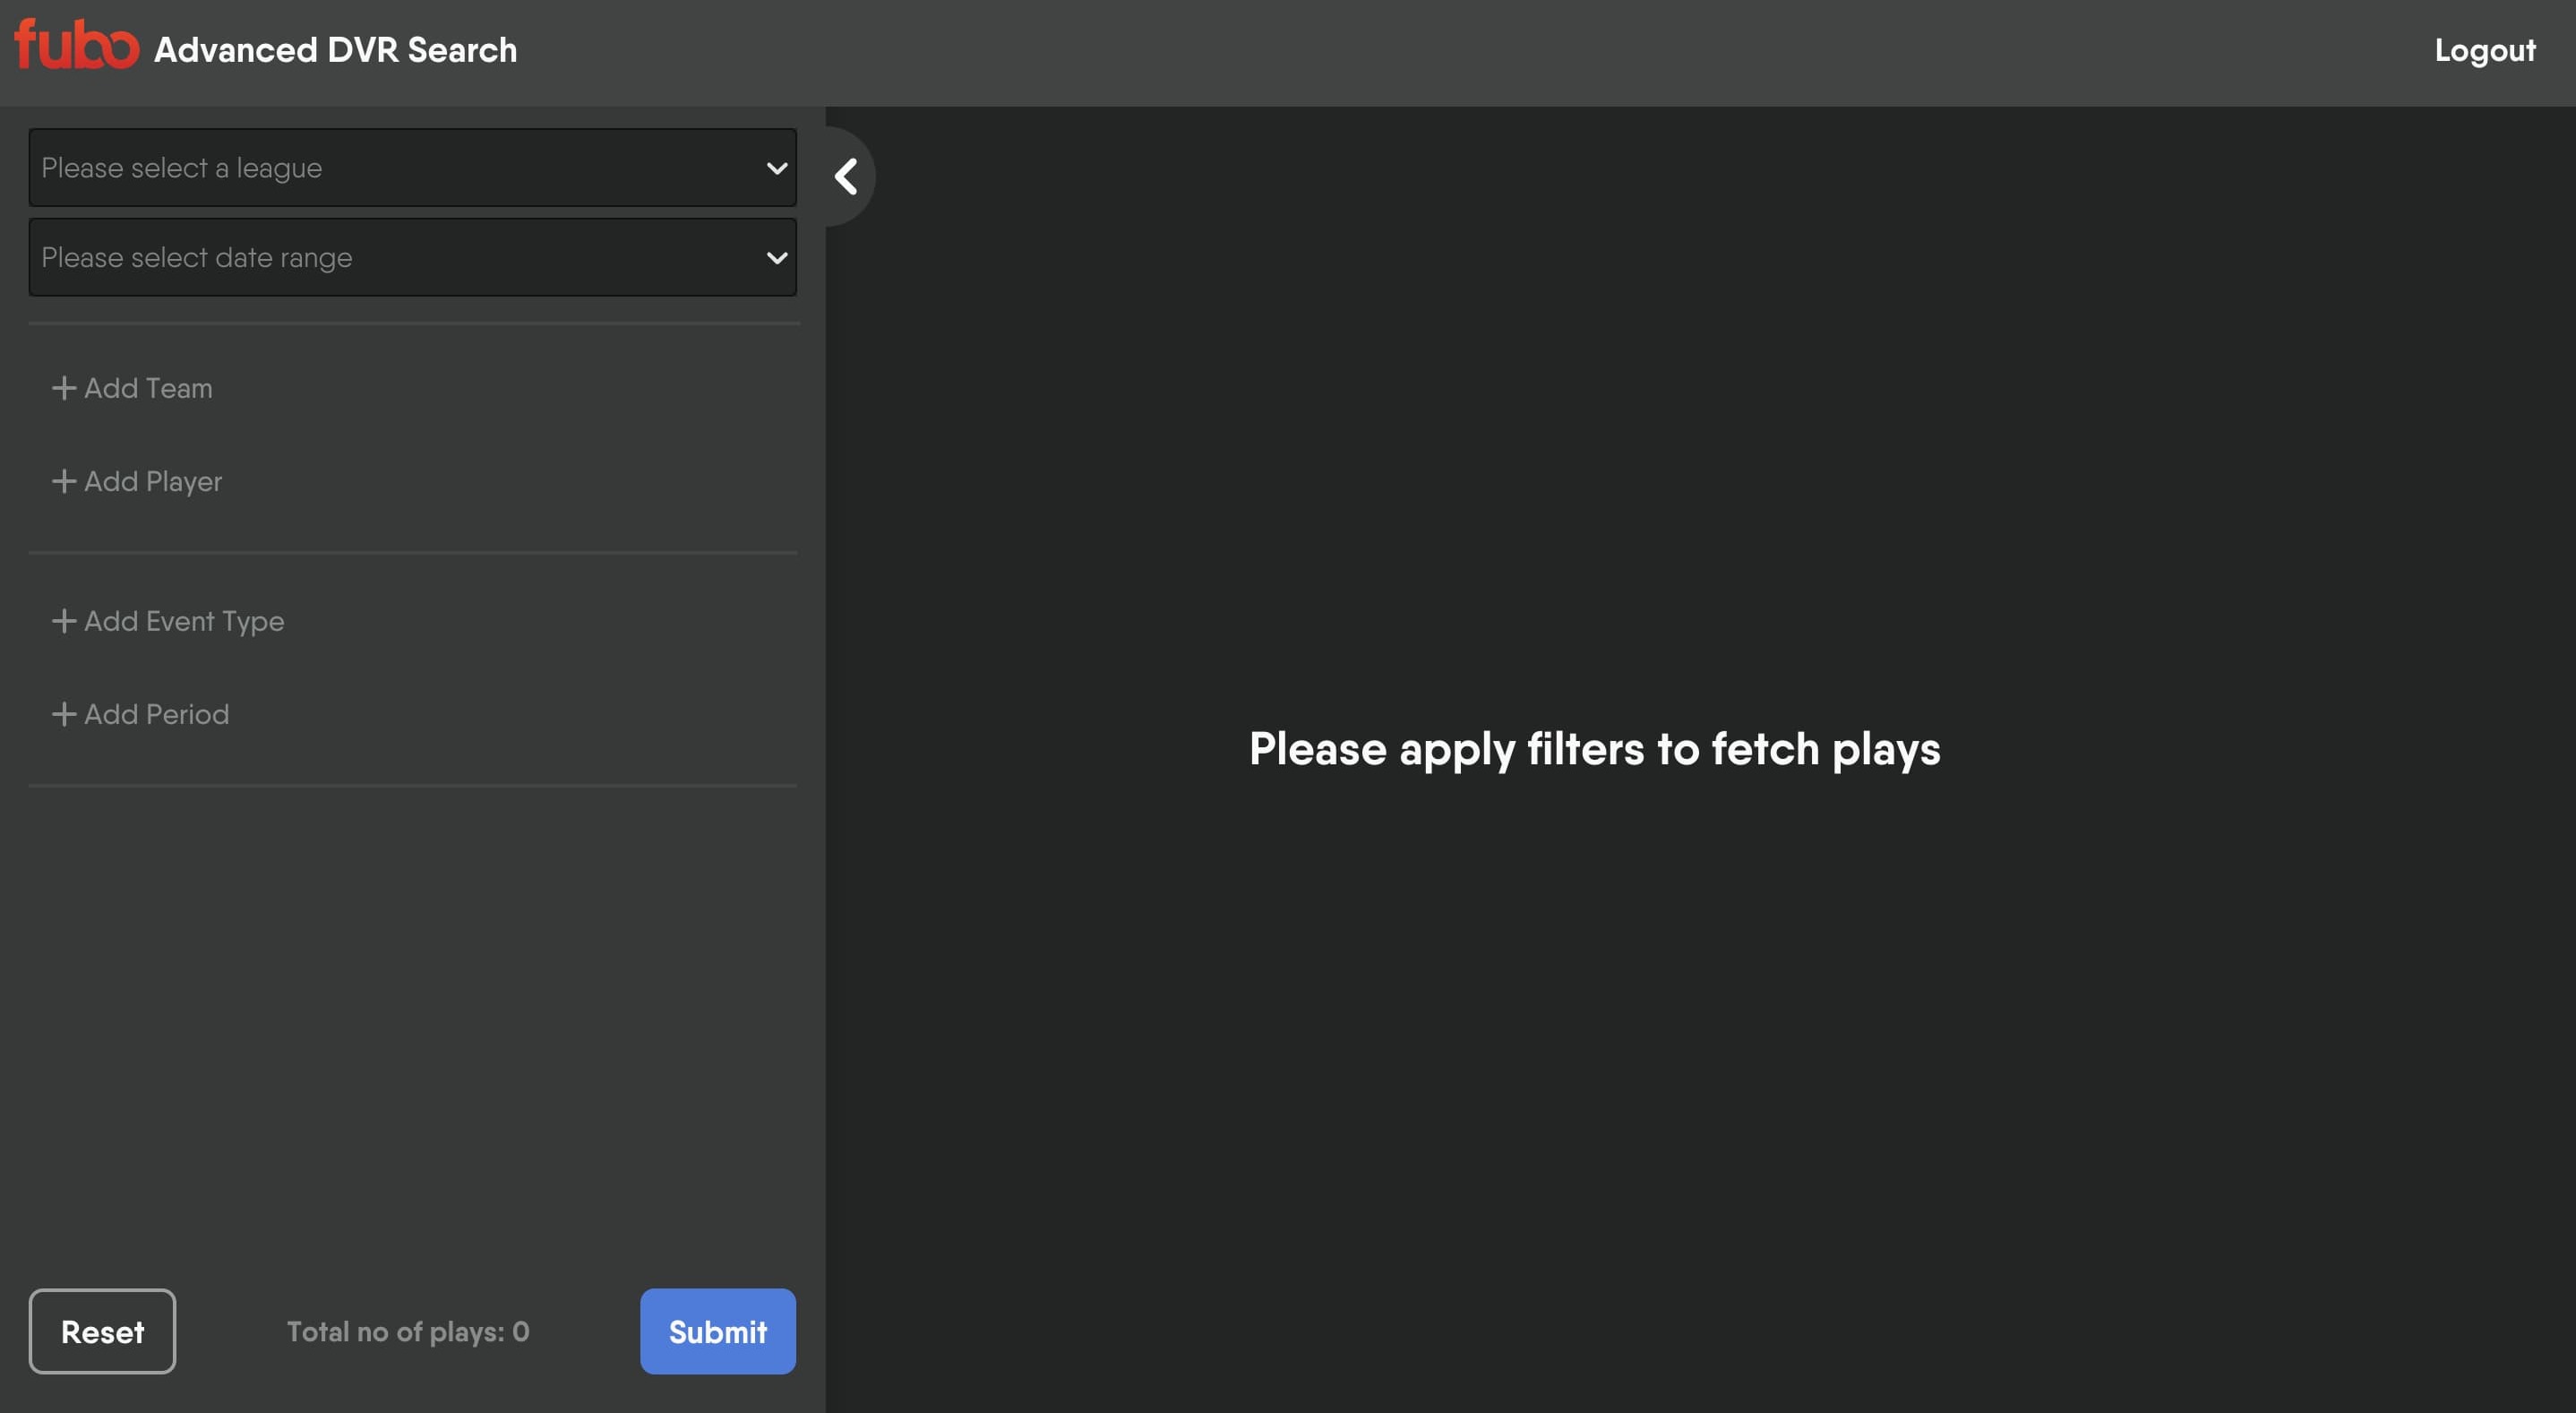 fubo Advanced DVR Search
Logout
Please select a league
Please select date range
Add Team
Add Player
Add Event Type
Add Period
Please apply filters to fetch plays
Reset
Total no of plays: 0
Submit